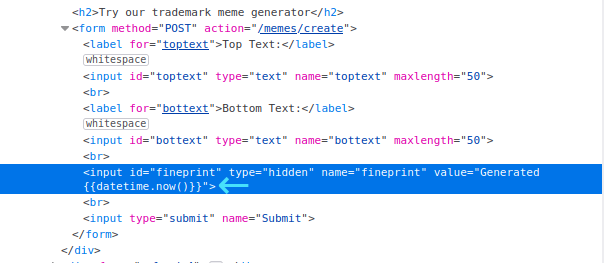 <h2>Try our trademark meme generator</h2>
<form method="POST" action="/memes/create">
<label for="toptext">Top Text:</label>
whitespace
<input id="toptext" type="text" name="toptext" maxlength="50">
<br>
<label for="bottext">Bottom Text:</label>
whitespace
<input id="bottext" type="text" name="bottext" maxlength="50">
<br>
<input id="fineprint" type="hidden" name="fineprint" value="Generated
{{datetime.now()}}">
<br>
<input type="submit" name="Submit">
</form>
</div>